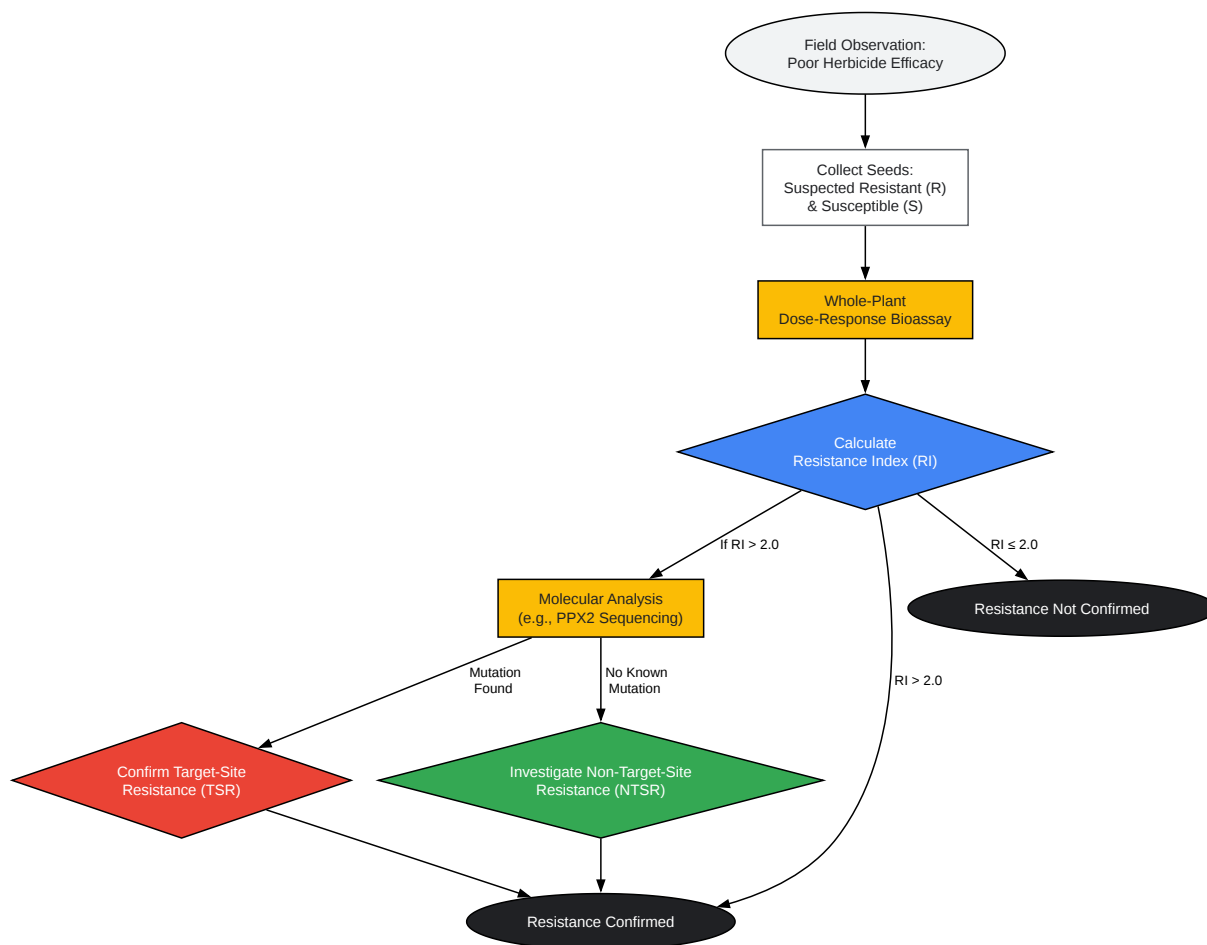 Field Observation:
Poor Herbicide Efficacy
Collect Seeds:
Suspected Resistant (R)
& Susceptible (S)
Whole-Plant
Dose-Response Bioassay
Calculate
Resistance Index (RI)
If RI > 2.0
RI ≤ 2.0
Molecular Analysis
(e.g., PPX2 Sequencing)
Resistance Not Confirmed
Mutation
Found
No Known
Mutation
RI > 2.0
Confirm Target-Site
Resistance (TSR)
Investigate Non-Target-Site
Resistance (NTSR)
Resistance Confirmed